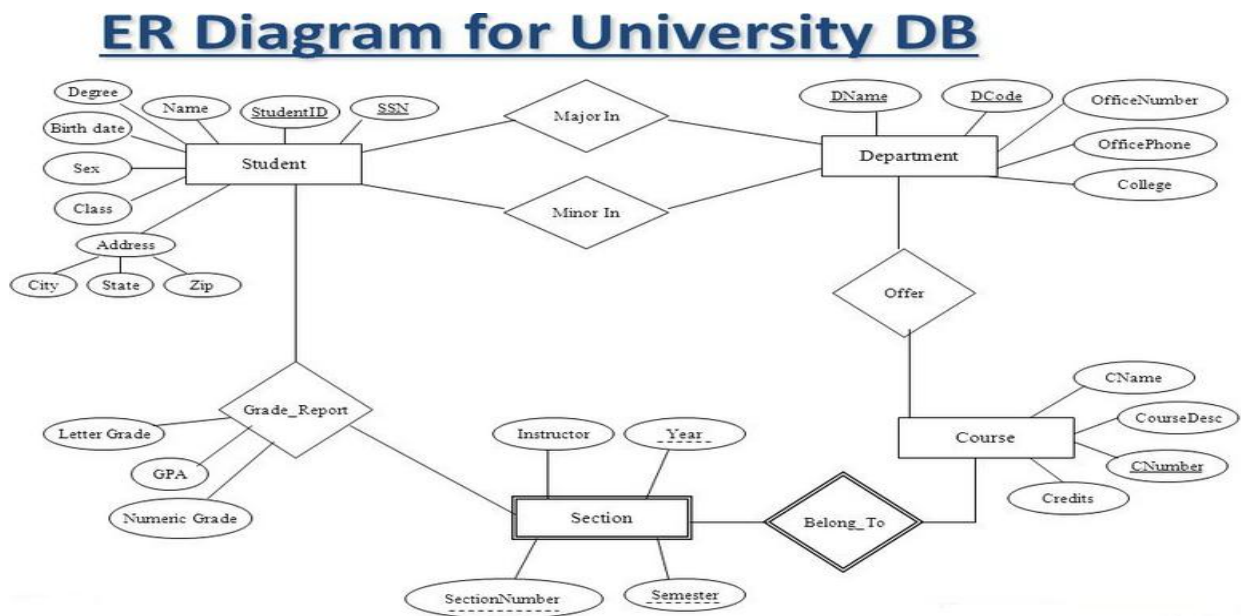 ER Diagram for University DB
Degree
Name
StudentID
SSN
Major In
DName
DCode
OfficeNumber
Birth date
Student
Department
OfficePhone
Sex
College
Class
Minor In
Address
City
State
Zip
Offer
CName
Grade_Report
Letter Grade
Instructor
Year
Course
CourseDesc
CNumber
GPA
Credits
Numeric Grade
Section
Belong_To
SectionNumber
Semester